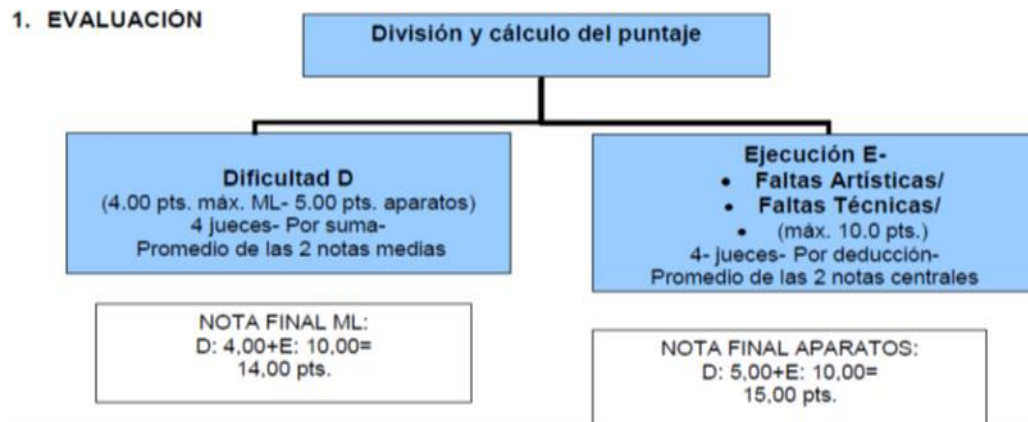 1. EVALUACIÓN
División y cálculo del puntaje
Dificultad D
(4.00 pts. máx. ML- 5.00 pts. aparatos)
4 jueces- Por suma-
Promedio de las 2 notas medias
Ejecución E-
• Faltas Artísticas/
• Faltas Técnicas/
• (máx. 10.0 pts.)
4- jueces- Por deducción-
Promedio de las 2 notas centrales
NOTA FINAL ML:
D: 4,00+E: 10,00=
14,00 pts.
NOTA FINAL APARATOS:
D: 5,00+E: 10,00=
15,00 pts.